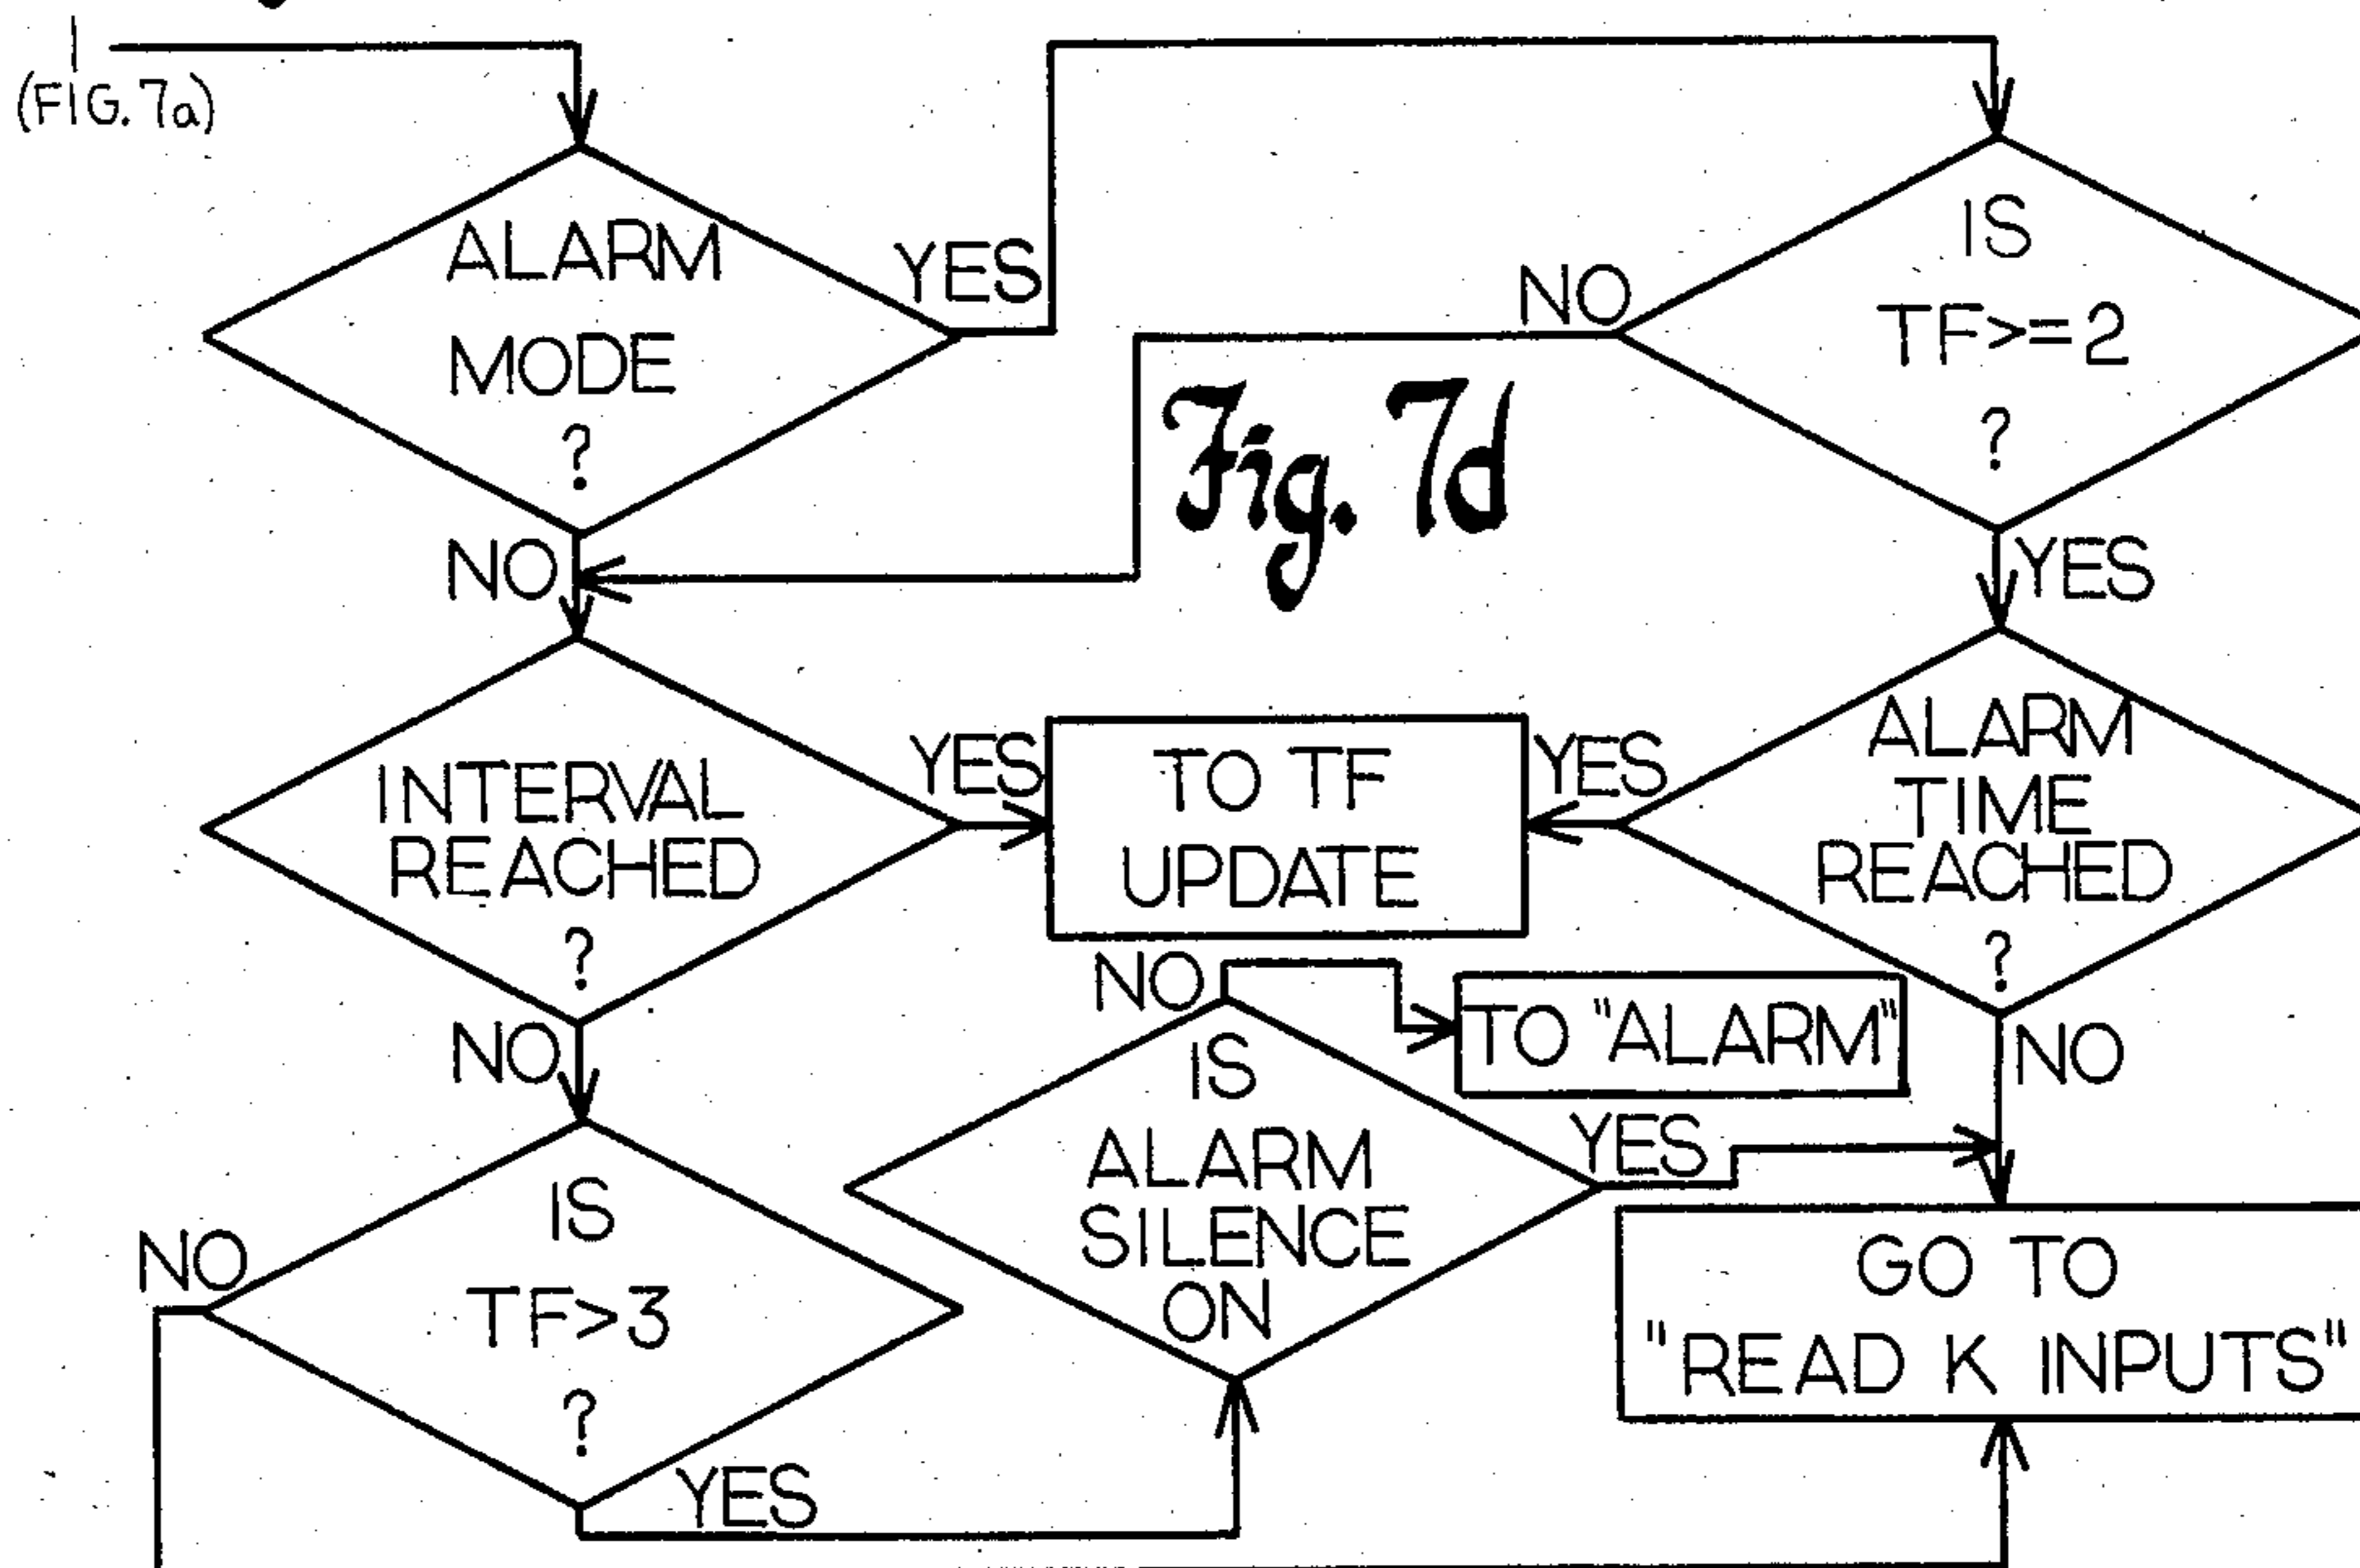 (FIG. 7a)
ALARM
MODE
?
YES
NO
IS
TF>=2
?
NO
YES
Fig. 7d
INTERVAL
REACHED
?
YES
NO
TO TF
UPDATE
ALARM
TIME
REACHED
?
YES
NO
IS
TF>3
?
NO
YES
IS
ALARM
SILENCE
ON
NO
YES
TO "ALARM"
GO TO
"READ K INPUTS"